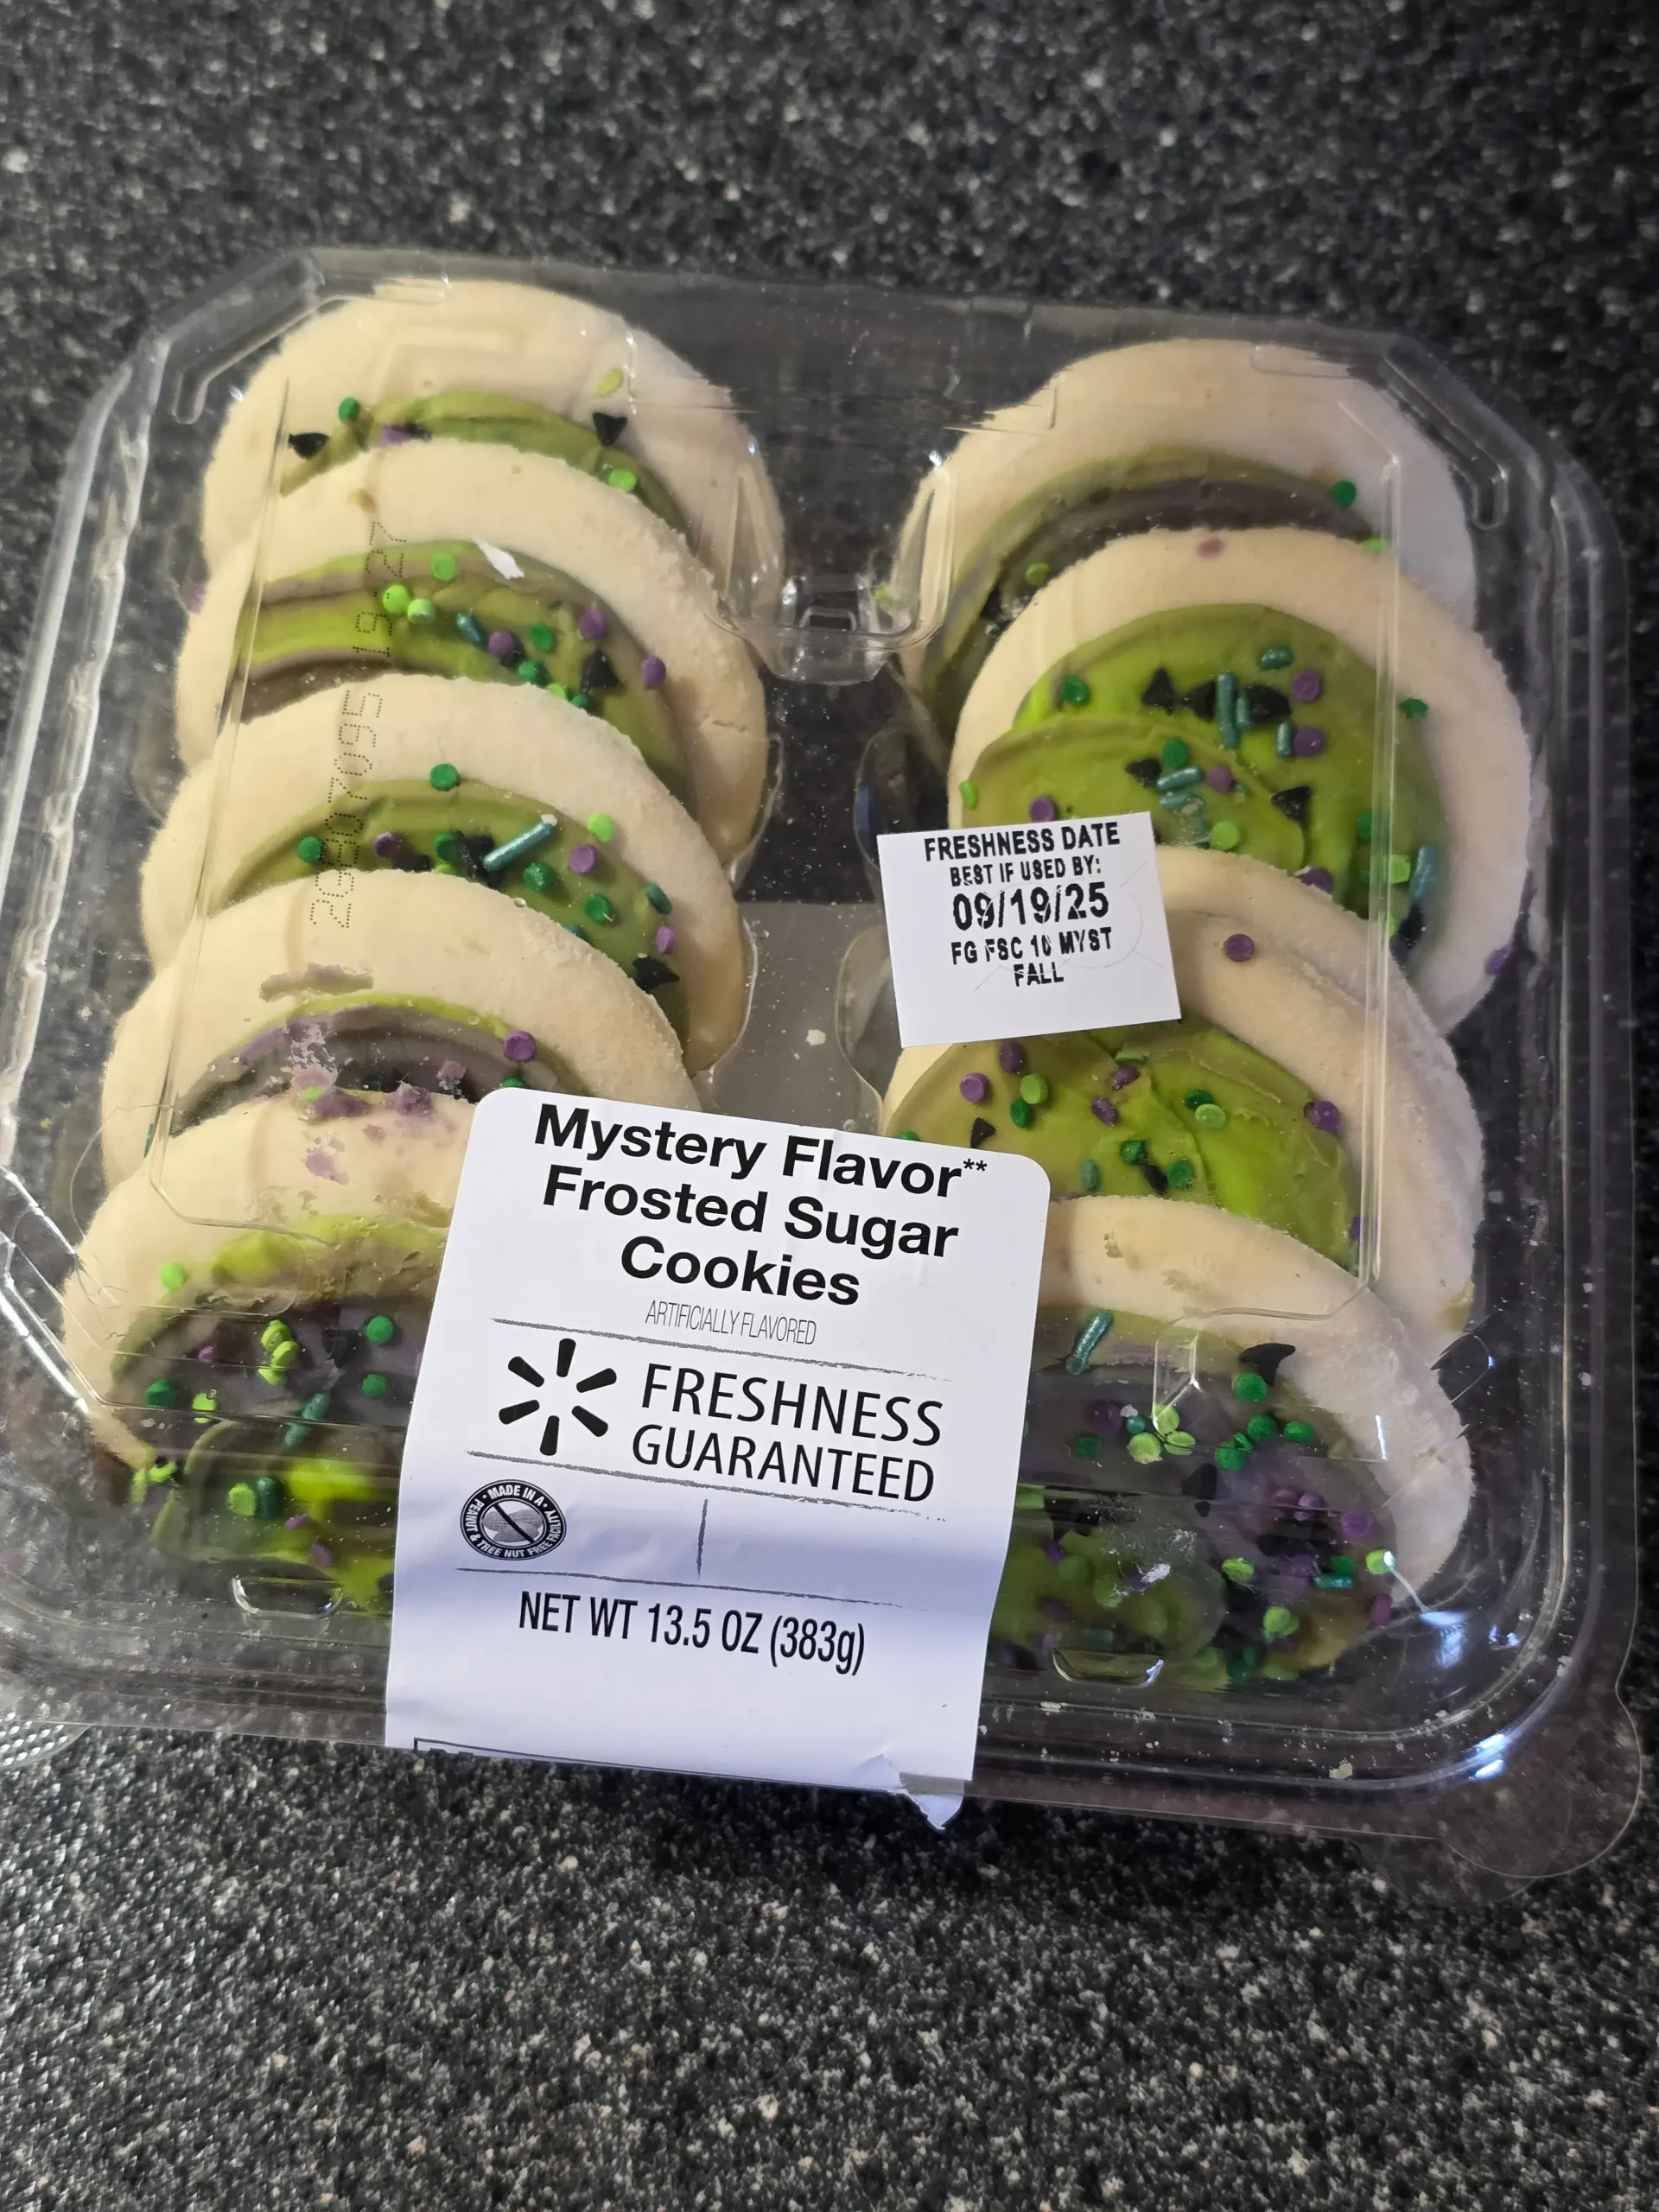 FRESHNESS DATE
BEST IF USED BY:
09/19/25
FG FSC 10 MYST
FALL
Mystery Flavor**
Frosted Sugar
Cookies
ARTIFICIALLY FLAVORED
FRESHNESS
GUARANTEED
• MADE IN A •
PEANUT & TREE NUT FREE FACILITY
NET WT 13.5 OZ (383g)